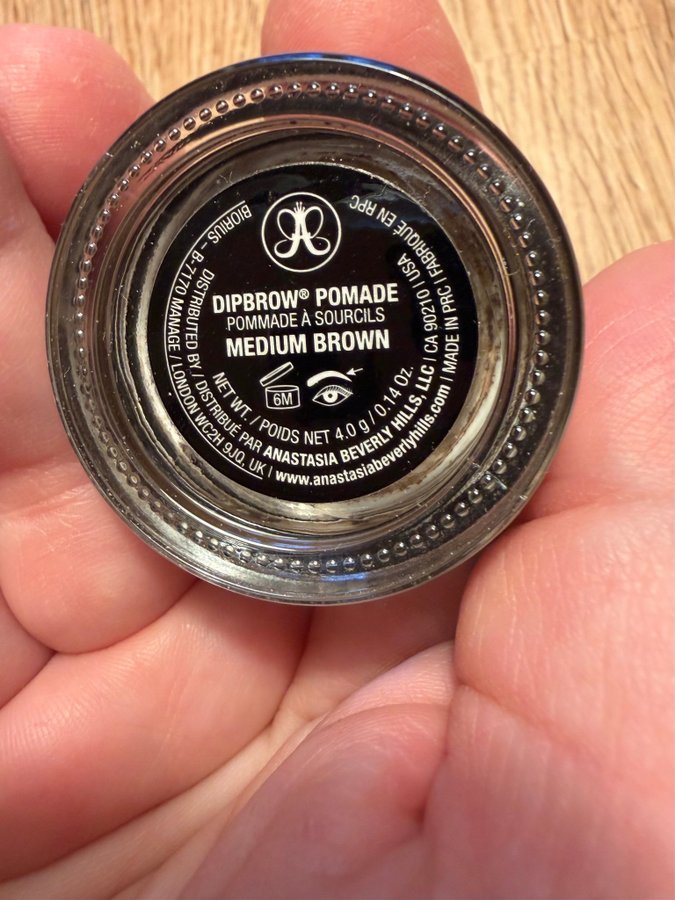 DIPBROW® POMADE
POMMADE À SOURCILS
MEDIUM BROWN
6M
NET WT. / POIDS NET 4.0 g / 0.14 Oz.
DISTRIBUTED BY / DISTRIBUÉ PAR ANASTASIA BEVERLY HILLS, LLC | CA 90210 | USA
BIORIUS – B-7170 MANAGE / LONDON WC2H 9JQ, UK | www.anastasiabeverlyhills.com | MADE IN PRC | FABRIQUÉ EN RPC